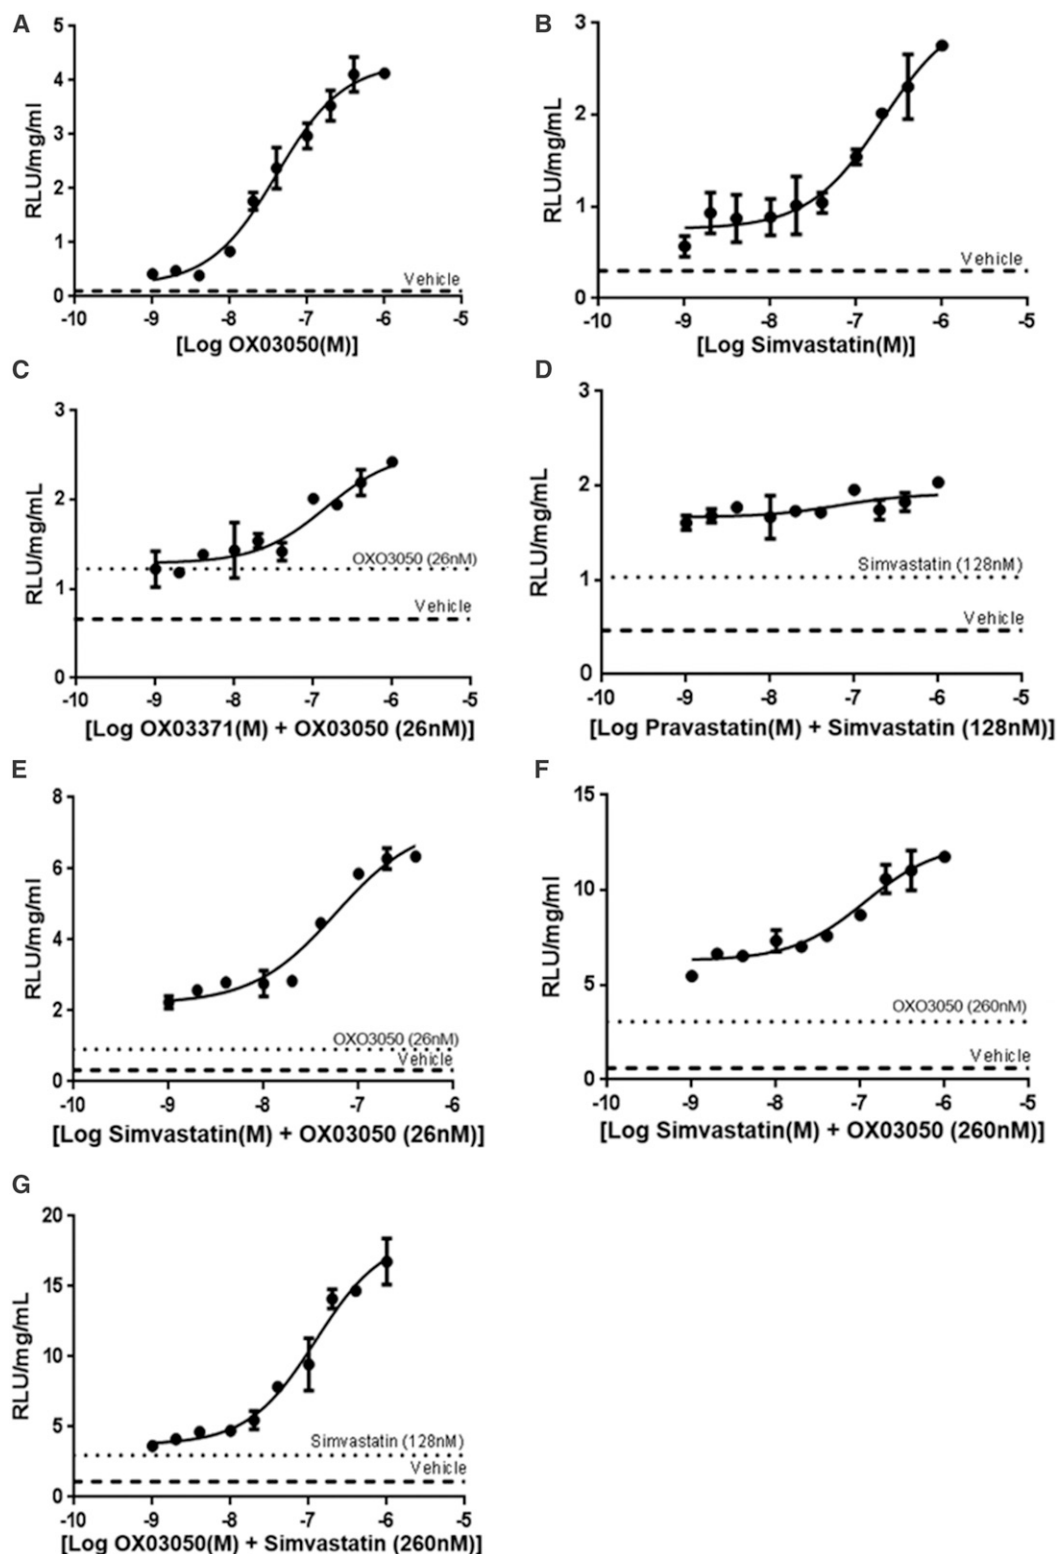 A
5
4
3
2
1
0
RLU/mg/ml
Vehicle
-10 -9 -8 -7 -6 -5
[Log OX03050(M)]
B
3
2
1
0
RLU/mg/mL
Vehicle
-10 -9 -8 -7 -6 -5
[Log Simvastatin(M)]
C
3
2
1
0
RLU/mg/mL
OXO3050 (26nM)
Vehicle
-10 -9 -8 -7 -6 -5
[Log OX03371(M) + OX03050 (26nM)]
D
3
2
1
0
RLU/mg/mL
Simvastatin (128nM)
Vehicle
-10 -9 -8 -7 -6 -5
[Log Pravastatin(M) + Simvastatin (128nM)]
E
8
6
4
2
0
RLU/mg/ml
OXO3050 (26nM)
Vehicle
-10 -9 -8 -7 -6
[Log Simvastatin(M) + OX03050 (26nM)]
F
15
10
5
0
RLU/mg/ml
OXO3050 (260nM)
Vehicle
-10 -9 -8 -7 -6 -5
[Log Simvastatin(M) + OX03050 (260nM)]
G
20
15
10
5
0
RLU/mg/mL
Simvastatin (128nM)
Vehicle
-10 -9 -8 -7 -6 -5
[Log OX03050(M) + Simvastatin (260nM)]